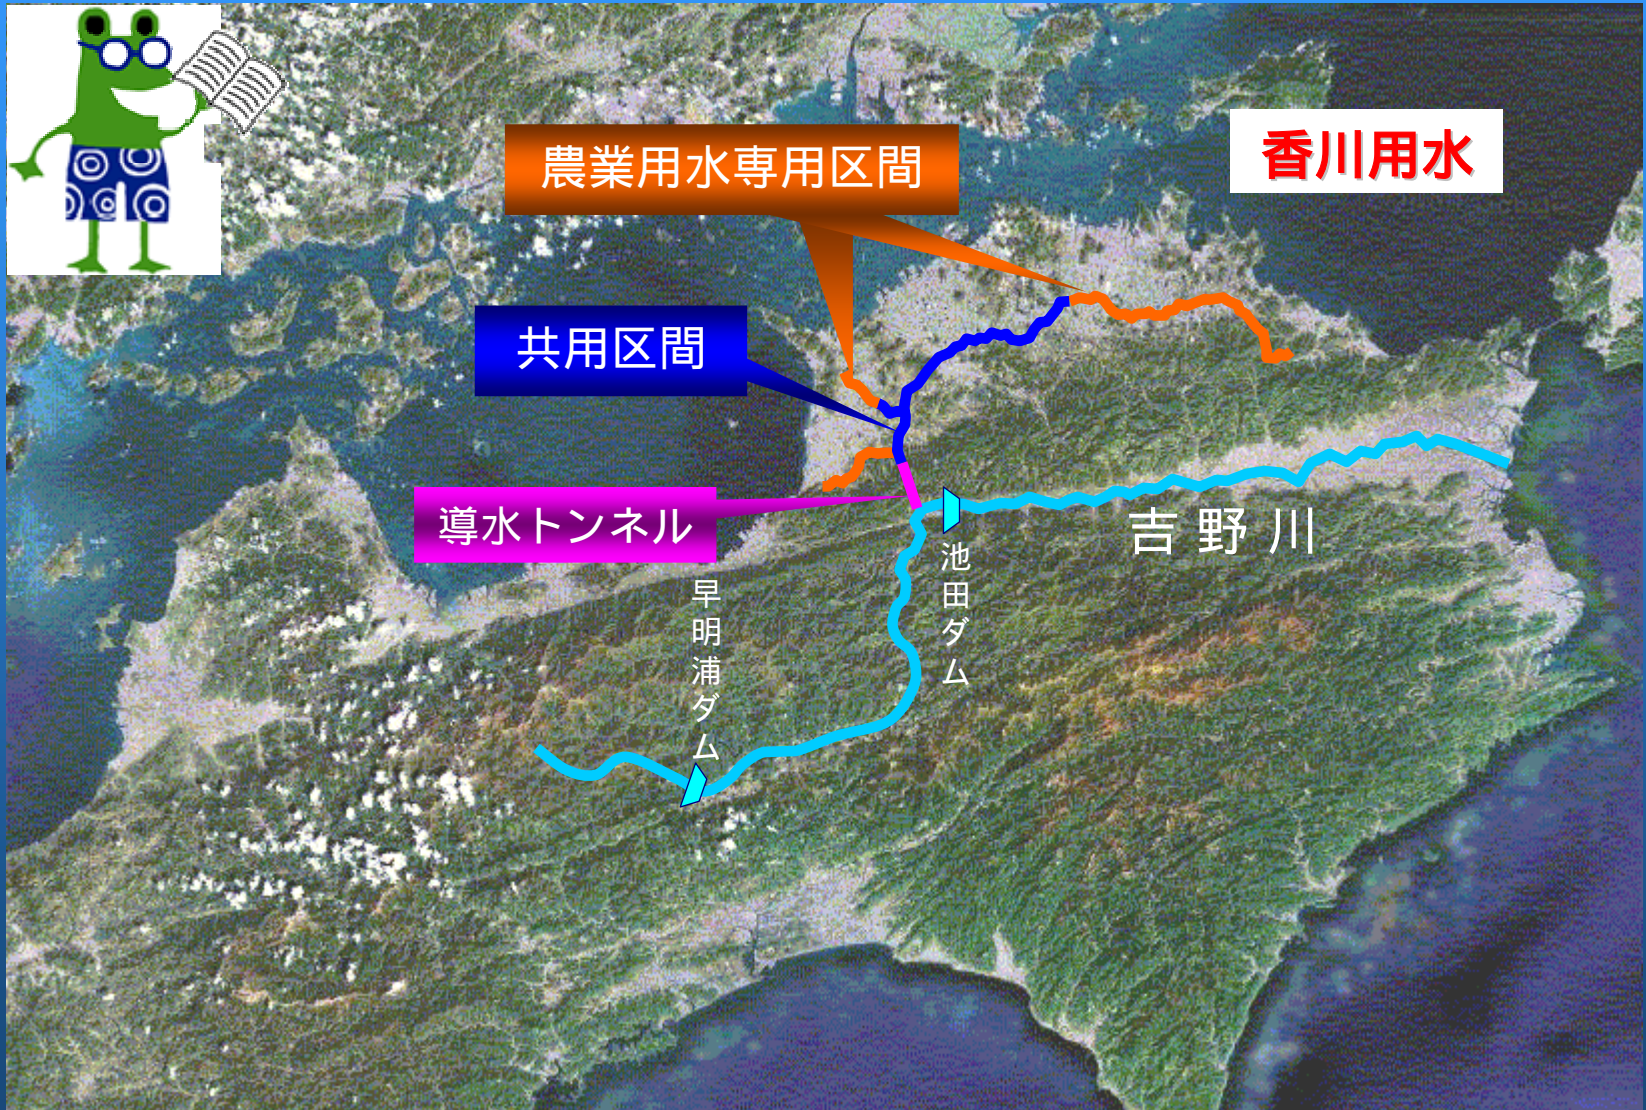 香川用水
農業用水専用区間
共用区間
導水トンネル
吉野川
池田ダム
早明浦ダム